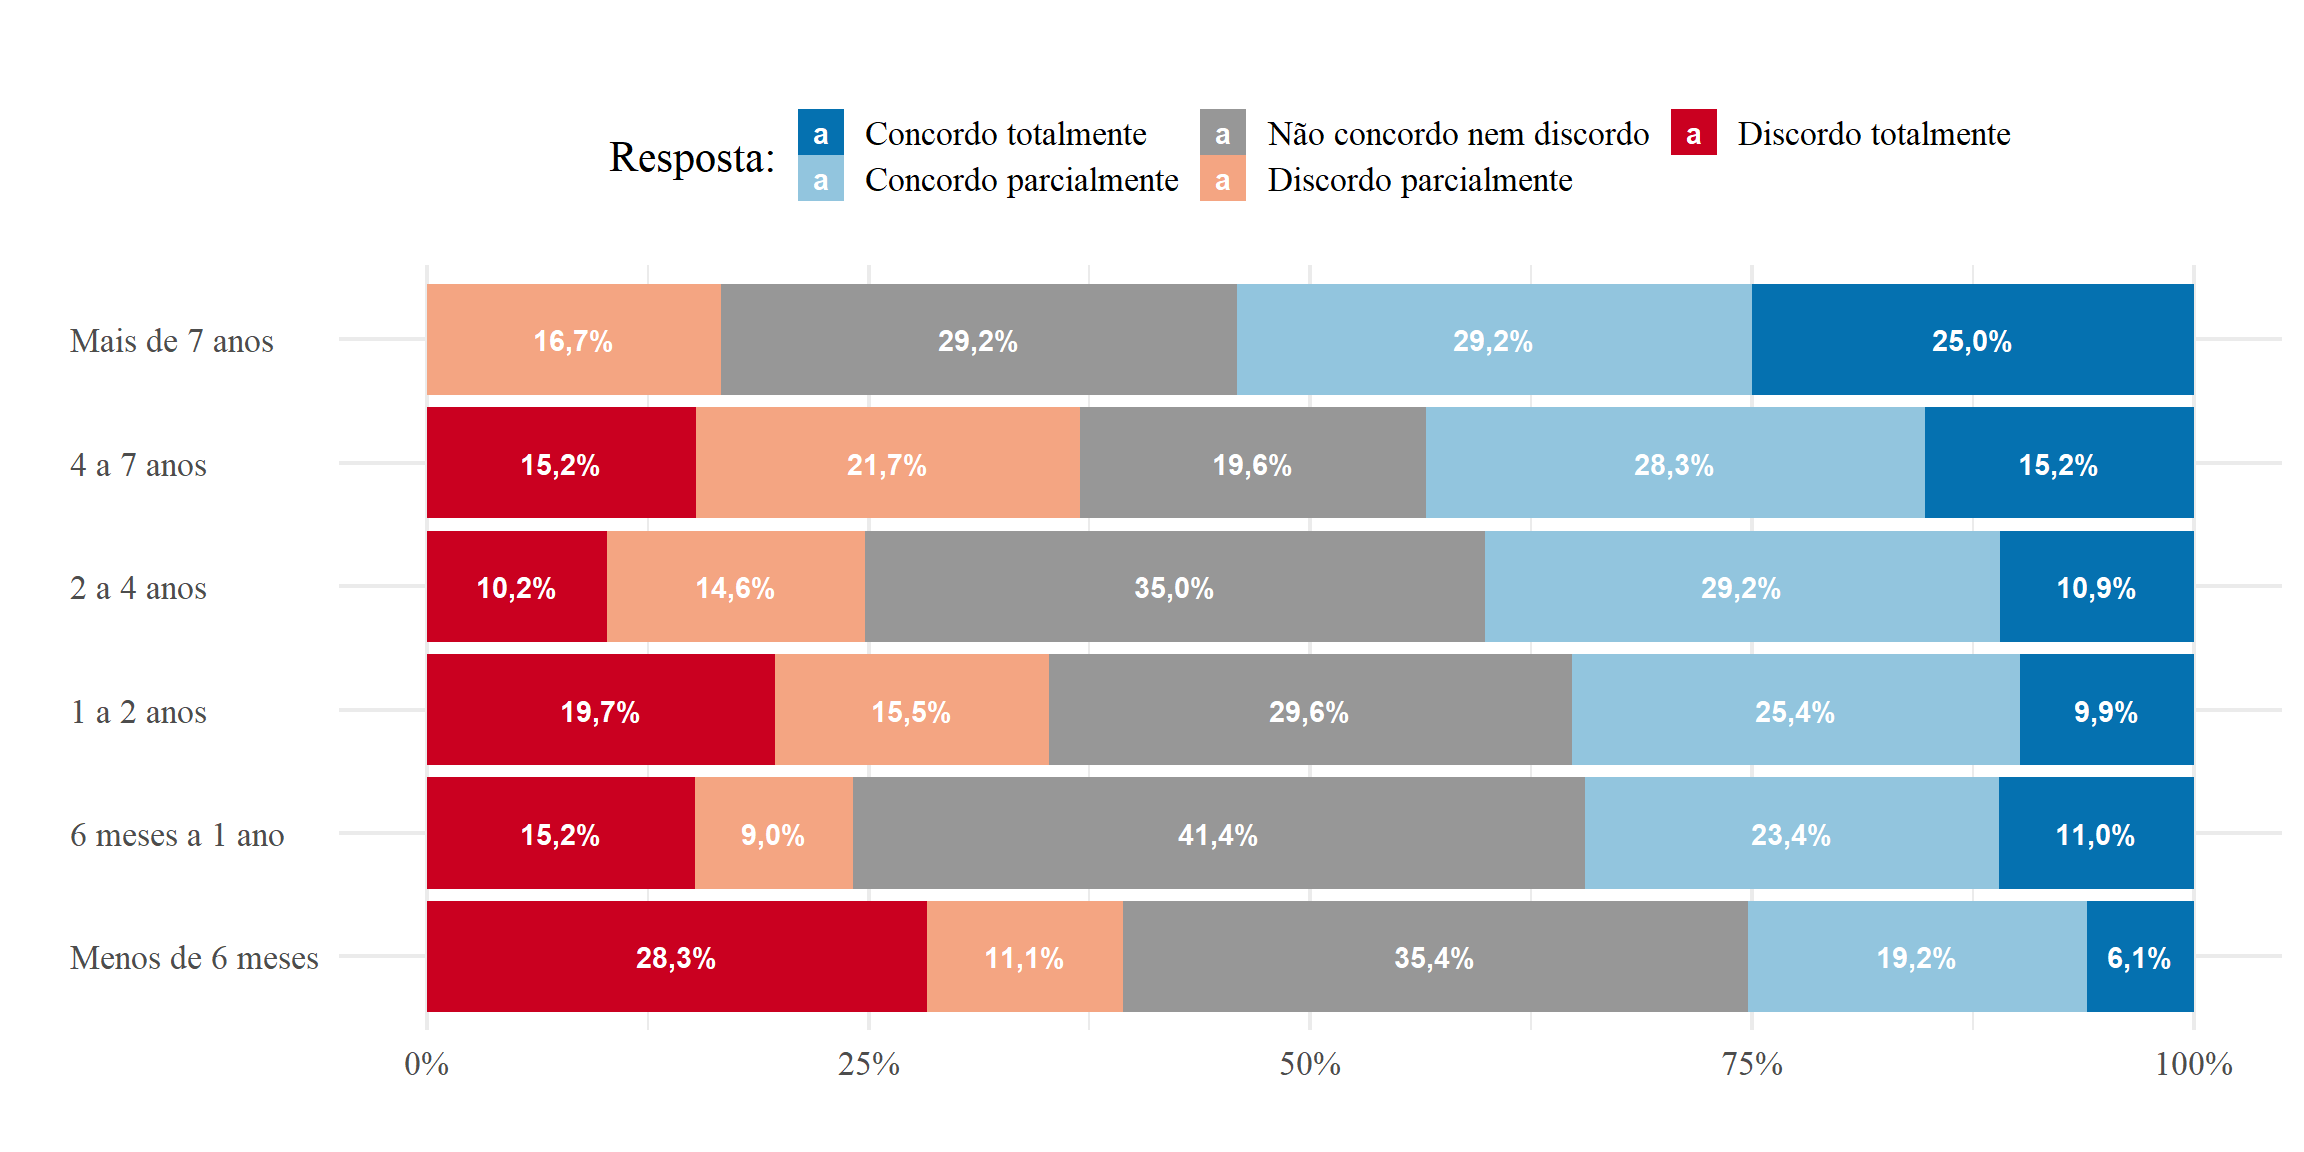 Resposta:
a Concordo totalmente a Não concordo nem discordo a Discordo totalmente
a Concordo parcialmente a Discordo parcialmente
Mais de 7 anos 16,7% 29,2% 29,2% 25,0%
4 a 7 anos 15,2% 21,7% 19,6% 28,3% 15,2%
2 a 4 anos 10,2% 14,6% 35,0% 29,2% 10,9%
1 a 2 anos 19,7% 15,5% 29,6% 25,4% 9,9%
6 meses a 1 ano 15,2% 9,0% 41,4% 23,4% 11,0%
Menos de 6 meses 28,3% 11,1% 35,4% 19,2% 6,1%
0% 25% 50% 75% 100%